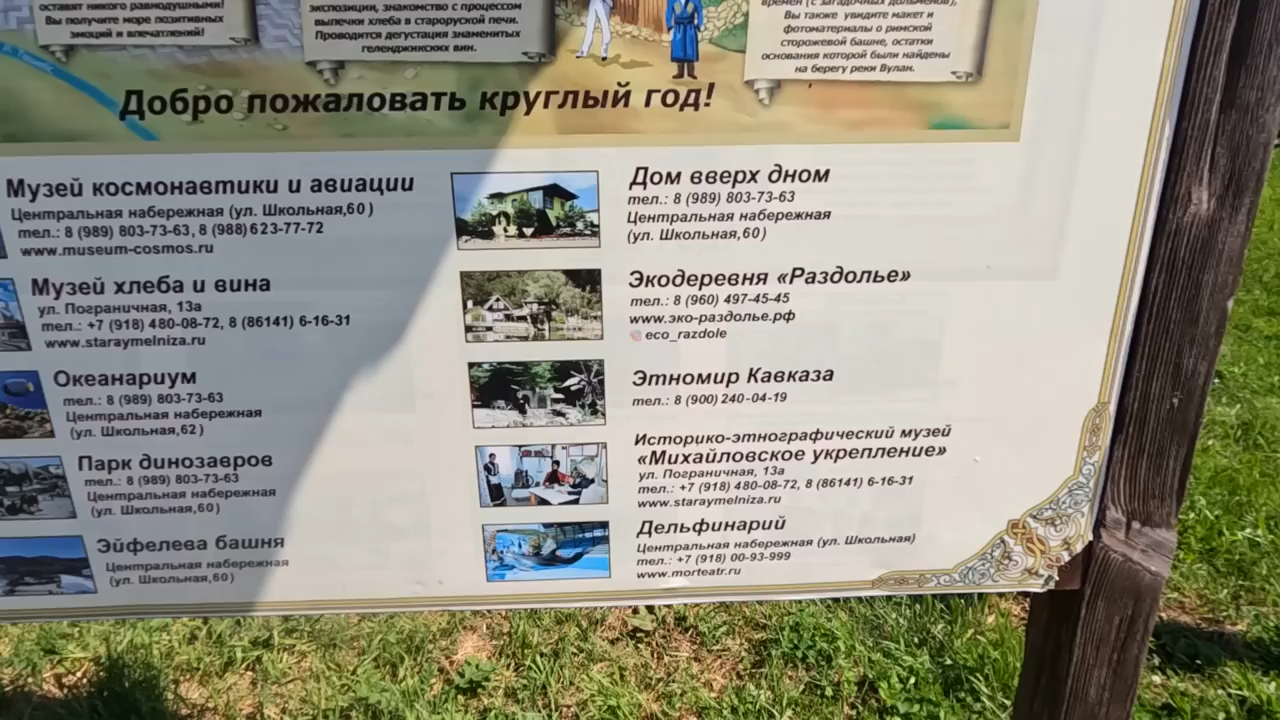 оставят никого равнодушными!
Вы получите море позитивных
эмоций и впечатлений!
экспозиции, знакомство с процессом
выпечки хлеба в старорусской печи.
Проводится дегустация знаменитых
геленджикских вин.
времен (с загадочных дольменов),
Вы также увидите макет и
фотоматериалы о римской
сторожевой башне, остатки
основания которой были найдены
на берегу реки Вулан.
Добро пожаловать круглый год!
Музей космонавтики и авиации
Центральная набережная (ул. Школьная,60)
тел.: 8 (989) 803-73-63, 8 (988) 623-77-72
www.museum-cosmos.ru
Музей хлеба и вина
ул. Пограничная, 13а
тел.: +7 (918) 480-08-72, 8 (86141) 6-16-31
www.staraymelniza.ru
Океанариум
тел.: 8 (989) 803-73-63
Центральная набережная
(ул. Школьная,62)
Парк динозавров
тел.: 8 (989) 803-73-63
Центральная набережная
(ул. Школьная,60)
Эйфелева башня
Центральная набережная
(ул. Школьная,60)
Дом вверх дном
тел.: 8 (989) 803-73-63
Центральная набережная
(ул. Школьная,60)
Экодеревня «Раздолье»
тел.: 8 (960) 497-45-45
www.эко-раздолье.рф
eco_razdole
Этномир Кавказа
тел.: 8 (900) 240-04-19
Историко-этнографический музей
«Михайловское укрепление»
ул. Пограничная, 13а
тел.: +7 (918) 480-08-72, 8 (86141) 6-16-31
www.staraymelniza.ru
Дельфинарий
Центральная набережная (ул. Школьная)
тел.: +7 (918) 00-93-999
www.morteatr.ru